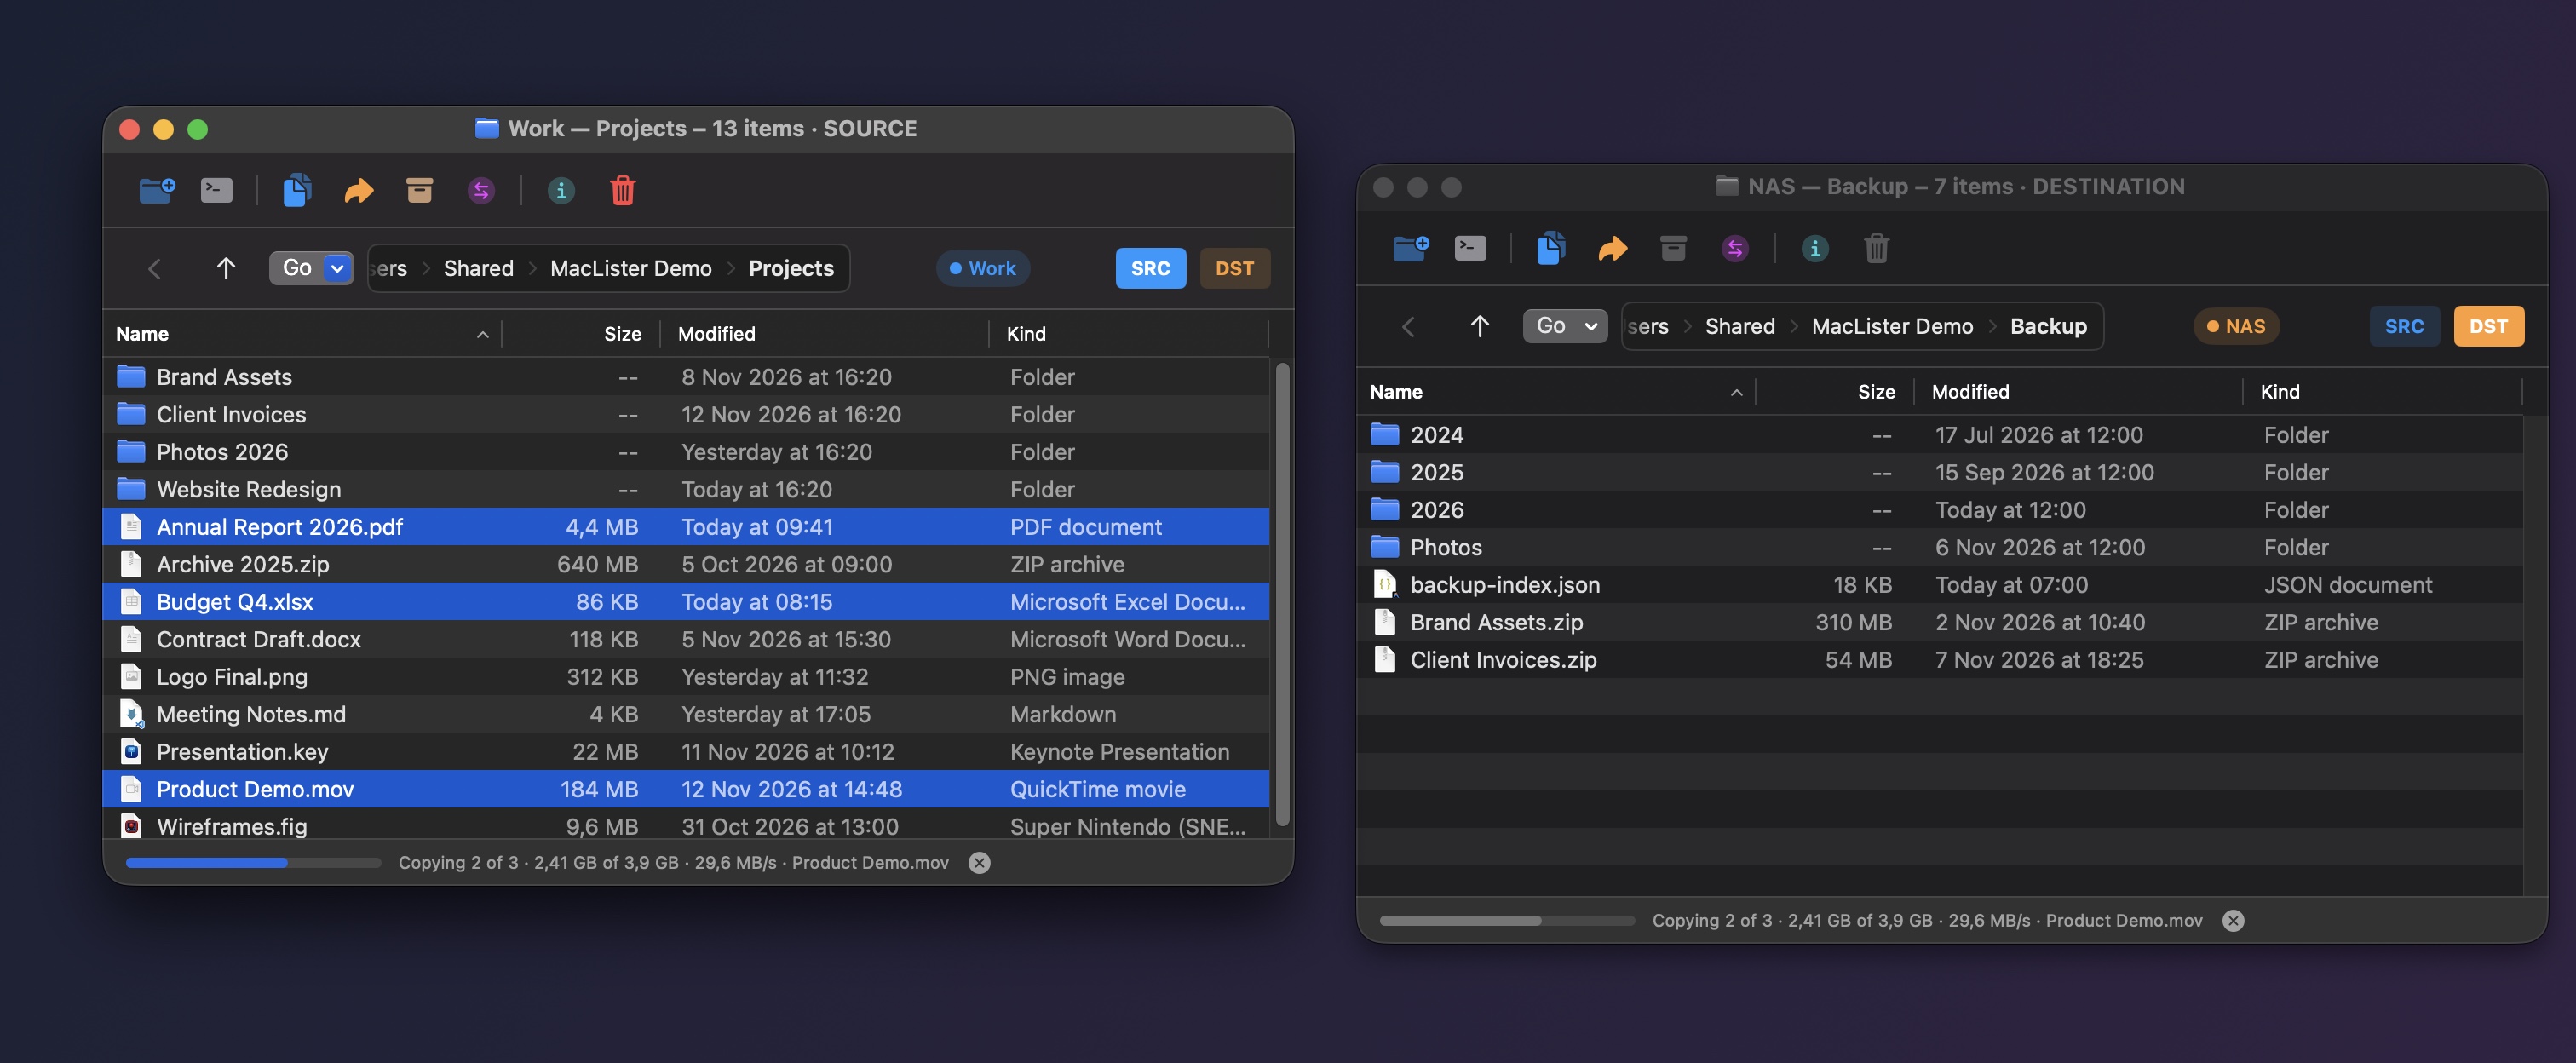 Work — Projects – 13 items · SOURCE
Go
sers > Shared > MacLister Demo > Projects
Work
SRC
DST
Name Size Modified Kind
Brand Assets -- 8 Nov 2026 at 16:20 Folder
Client Invoices -- 12 Nov 2026 at 16:20 Folder
Photos 2026 -- Yesterday at 16:20 Folder
Website Redesign -- Today at 16:20 Folder
Annual Report 2026.pdf 4,4 MB Today at 09:41 PDF document
Archive 2025.zip 640 MB 5 Oct 2026 at 09:00 ZIP archive
Budget Q4.xlsx 86 KB Today at 08:15 Microsoft Excel Docu...
Contract Draft.docx 118 KB 5 Nov 2026 at 15:30 Microsoft Word Docu...
Logo Final.png 312 KB Yesterday at 11:32 PNG image
Meeting Notes.md 4 KB Yesterday at 17:05 Markdown
Presentation.key 22 MB 11 Nov 2026 at 10:12 Keynote Presentation
Product Demo.mov 184 MB 12 Nov 2026 at 14:48 QuickTime movie
Wireframes.fig 9,6 MB 31 Oct 2026 at 13:00 Super Nintendo (SNE...
Copying 2 of 3 · 2,41 GB of 3,9 GB · 29,6 MB/s · Product Demo.mov
NAS — Backup – 7 items · DESTINATION
Go
sers > Shared > MacLister Demo > Backup
NAS
SRC
DST
Name Size Modified Kind
2024 -- 17 Jul 2026 at 12:00 Folder
2025 -- 15 Sep 2026 at 12:00 Folder
2026 -- Today at 12:00 Folder
Photos -- 6 Nov 2026 at 12:00 Folder
backup-index.json 18 KB Today at 07:00 JSON document
Brand Assets.zip 310 MB 2 Nov 2026 at 10:40 ZIP archive
Client Invoices.zip 54 MB 7 Nov 2026 at 18:25 ZIP archive
Copying 2 of 3 · 2,41 GB of 3,9 GB · 29,6 MB/s · Product Demo.mov